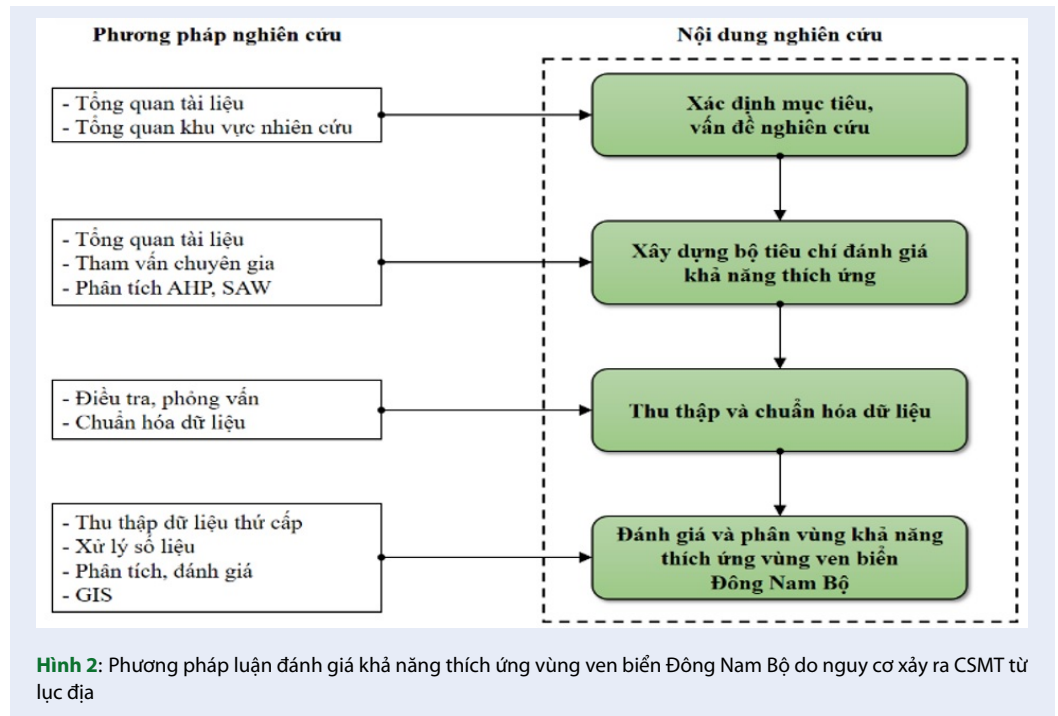 Phương pháp nghiên cứu
Nội dung nghiên cứu
- Tổng quan tài liệu
- Tổng quan khu vực nhiên cứu
Xác định mục tiêu,
vấn đề nghiên cứu
- Tổng quan tài liệu
- Tham vấn chuyên gia
- Phân tích AHP, SAW
Xây dựng bộ tiêu chí đánh giá
khả năng thích ứng
- Điều tra, phỏng vấn
- Chuẩn hóa dữ liệu
Thu thập và chuẩn hóa dữ liệu
- Thu thập dữ liệu thứ cấp
- Xử lý số liệu
- Phân tích, đánh giá
- GIS
Đánh giá và phân vùng khả năng
thích ứng vùng ven biển
Đông Nam Bộ
Hình 2: Phương pháp luận đánh giá khả năng thích ứng vùng ven biển Đông Nam Bộ do nguy cơ xảy ra CSMT từ
lục địa